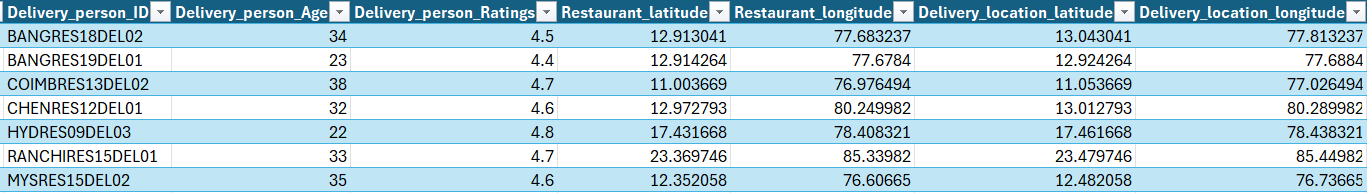 Delivery_person_ID Delivery_person_Age Delivery_person_Ratings Restaurant_latitude Restaurant_longitude Delivery_location_latitude Delivery_location_longitude
BANGRES18DEL02 34 4.5 12.913041 77.683237 13.043041 77.813237
BANGRES19DEL01 23 4.4 12.914264 77.6784 12.924264 77.6884
COIMBRES13DEL02 38 4.7 11.003669 76.976494 11.053669 77.026494
CHENRES12DEL01 32 4.6 12.972793 80.249982 13.012793 80.289982
HYDRES09DEL03 22 4.8 17.431668 78.408321 17.461668 78.438321
RANCHIRES15DEL01 33 4.7 23.369746 85.33982 23.479746 85.44982
MYSRES15DEL02 35 4.6 12.352058 76.60665 12.482058 76.73665